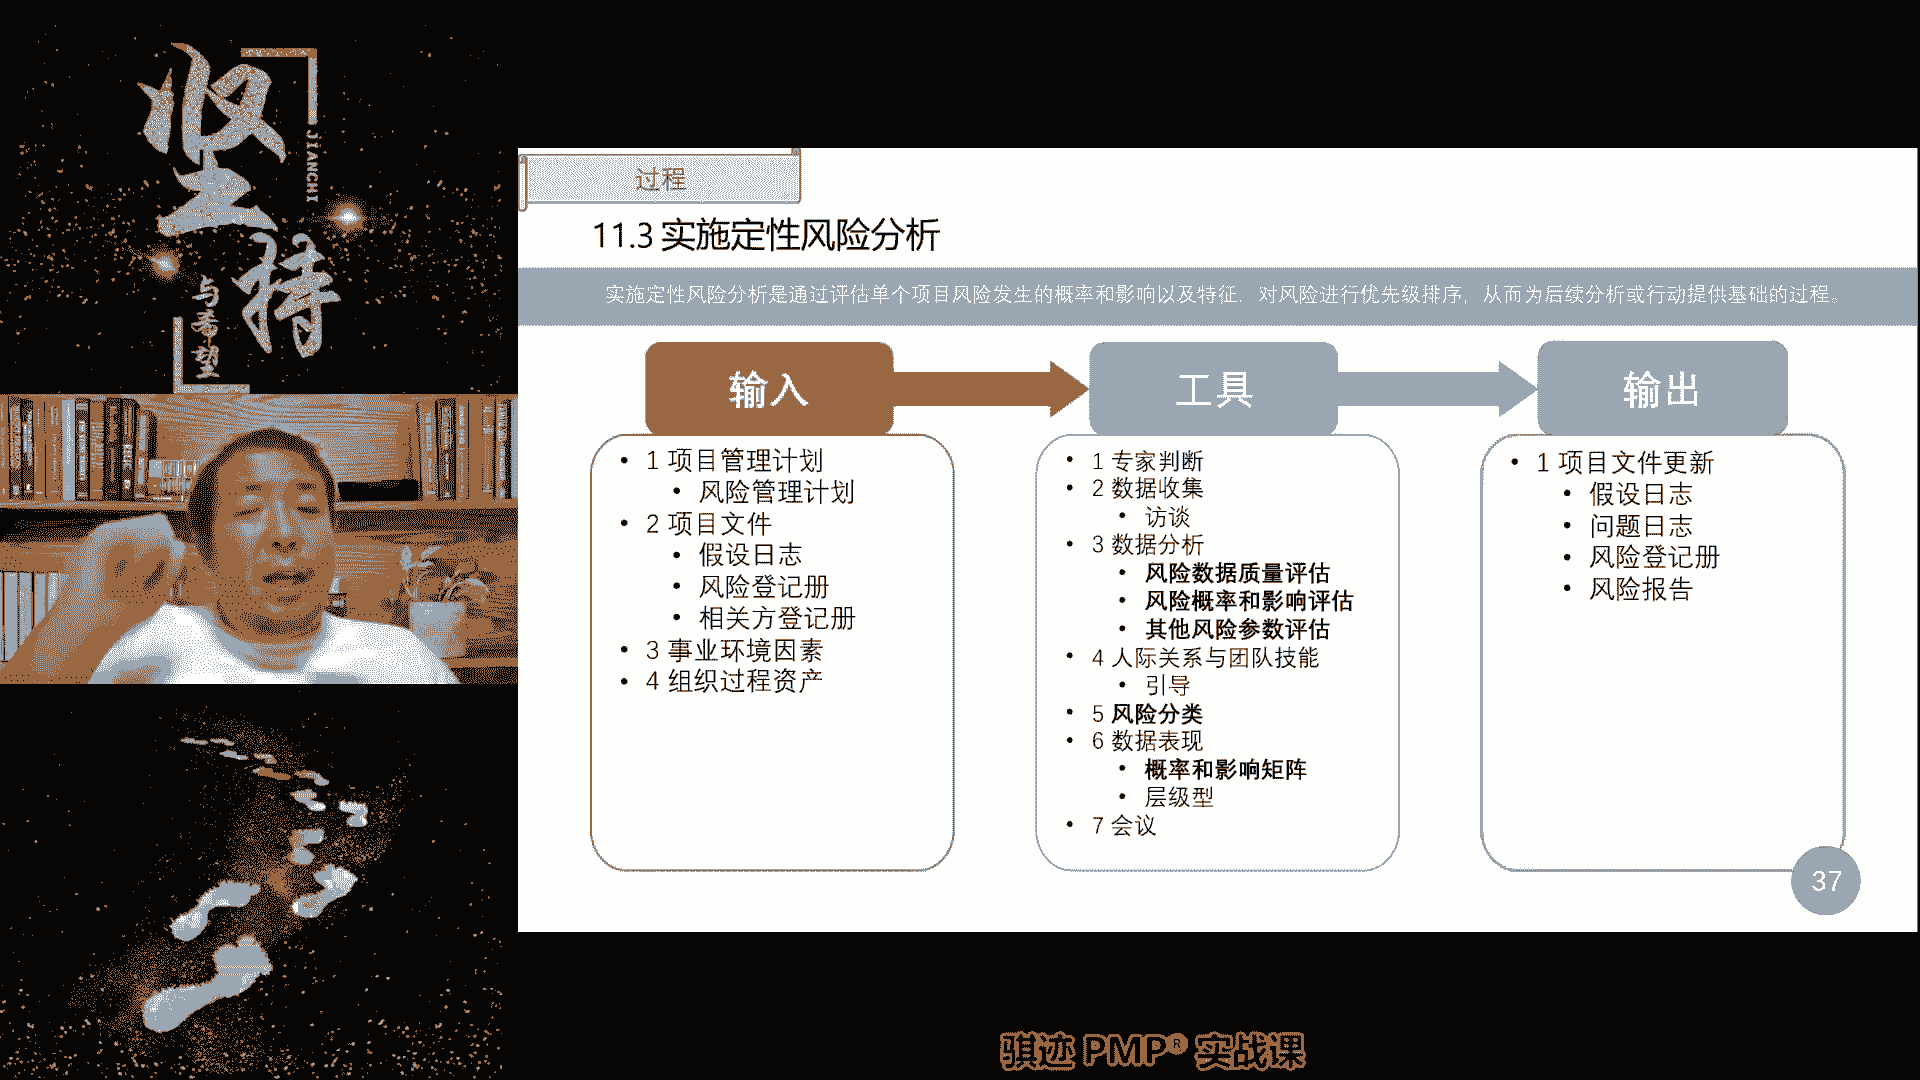 坚持
JIANCHI
与希望
过程
11.3 实施定性风险分析
实施定性风险分析是通过评估单个项目风险发生的概率和影响以及特征，对风险进行优先级排序，从而为后续分析或行动提供基础的过程。
输入
• 1 项目管理计划
• 风险管理计划
• 2 项目文件
• 假设日志
• 风险登记册
• 相关方登记册
• 3 事业环境因素
• 4 组织过程资产
工具
• 1 专家判断
• 2 数据收集
• 访谈
• 3 数据分析
• 风险数据质量评估
• 风险概率和影响评估
• 其他风险参数评估
• 4 人际关系与团队技能
• 引导
• 5 风险分类
• 6 数据表现
• 概率和影响矩阵
• 层级型
• 7 会议
输出
• 1 项目文件更新
• 假设日志
• 问题日志
• 风险登记册
• 风险报告
37
骐迹 PMP® 实战课